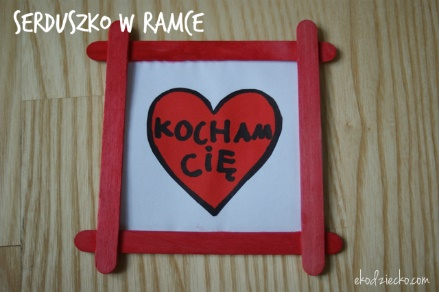 SERDUSZKO W RAMCE
KOCHAM
CIĘ
ekodziecko.com